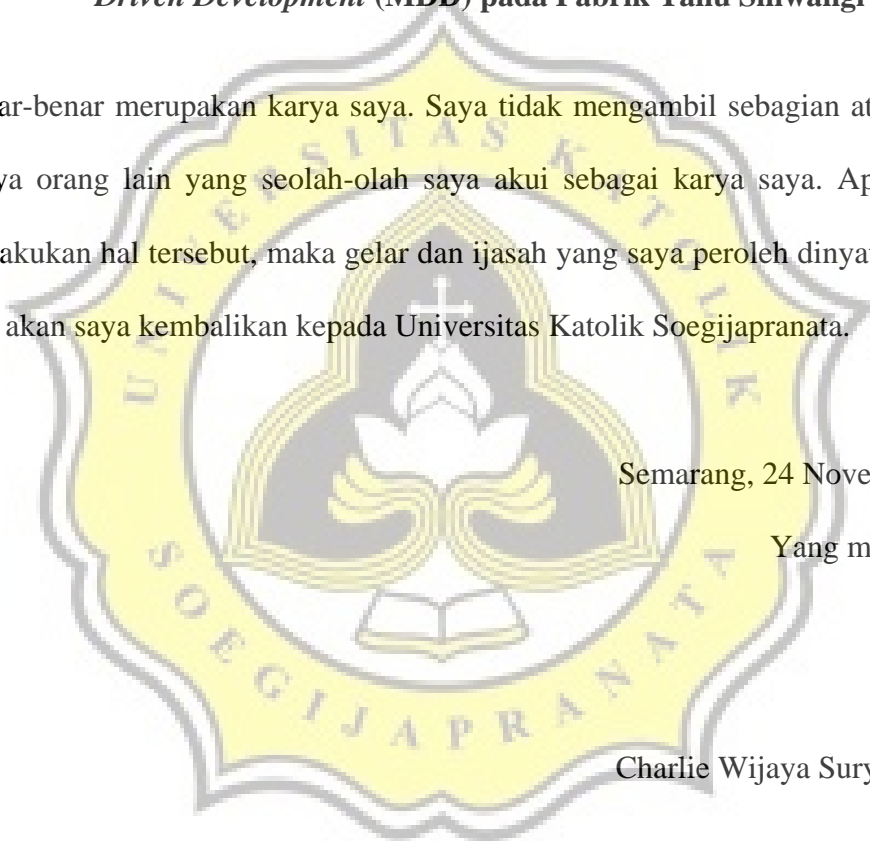 Driven Development (MDD) pada Pabrik Tahu Sriwangi
ar-benar merupakan karya saya. Saya tidak mengambil sebagian at
ya orang lain yang seolah-olah saya akui sebagai karya saya. Ap
akukan hal tersebut, maka gelar dan ijasah yang saya peroleh dinya
akan saya kembalikan kepada Universitas Katolik Soegijapranata.
Semarang, 24 Nove
Yang m
Charlie Wijaya Sury
UNIVERSITAS KATOLIK
SOEGIJAPRANATA